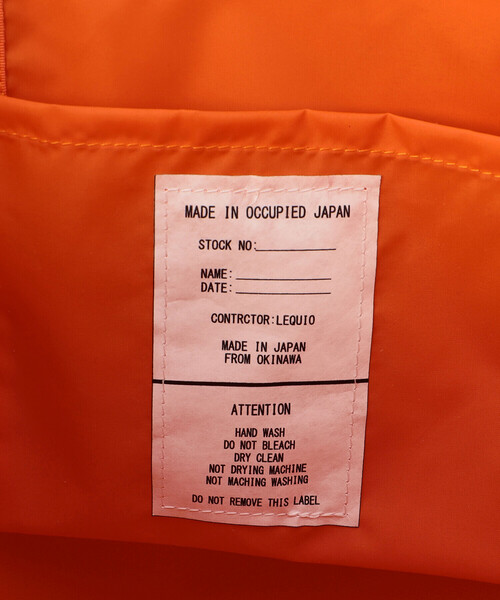 MADE IN OCCUPIED JAPAN
STOCK NO:
NAME:
DATE:
CONTRCTOR:LEQUIO
MADE IN JAPAN
FROM OKINAWA
ATTENTION
HAND WASH
DO NOT BLEACH
DRY CLEAN
NOT DRYING MACHINE
NOT MACHING WASHING
DO NOT REMOVE THIS LABEL